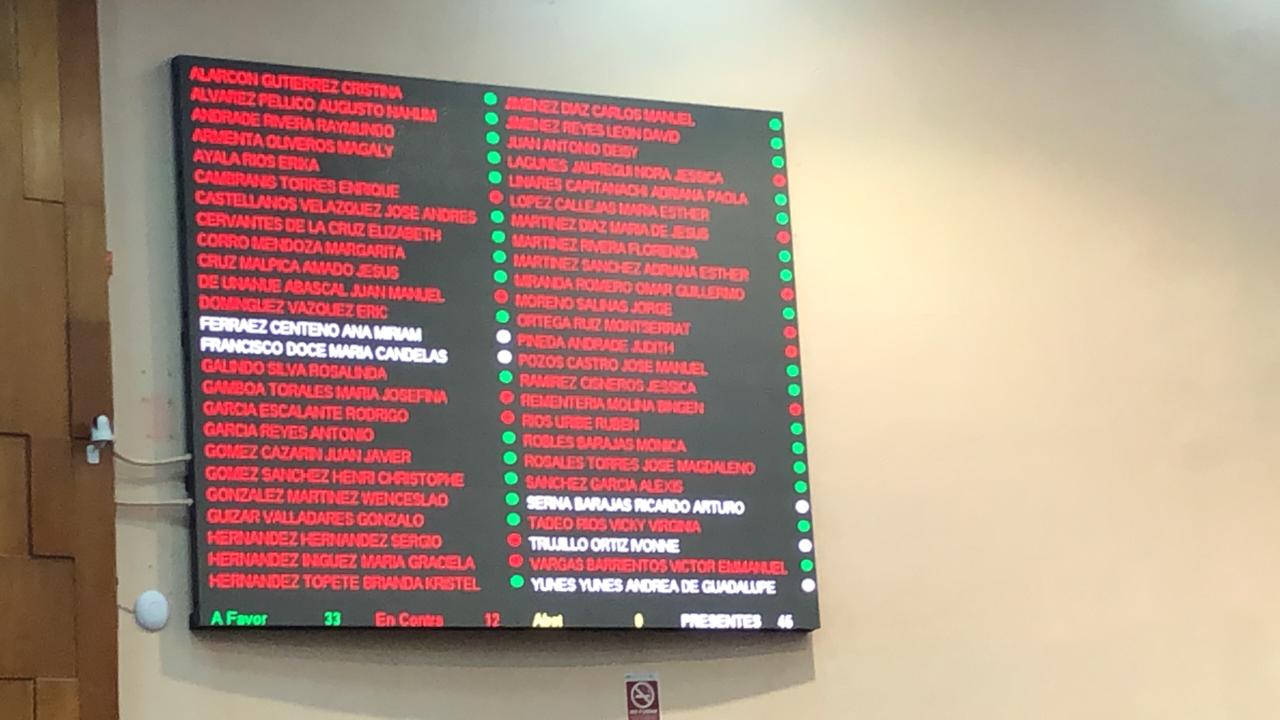 ALARCON GUTIERREZ CRISTINA
ALVAREZ PELLICO AUGUSTO NAHUM
ANDRADE RIVERA RAYMUNDO
ARMENTA OLIVEROS MAGALY
AYALA RIOS ERIKA
CAMBRANIS TORRES ENRIQUE
CASTELLANOS VELAZQUEZ JOSE ANDRES
CERVANTES DE LA CRUZ ELIZABETH
CORRO MENDOZA MARGARITA
CRUZ MALPICA AMADO JESUS
DE UNANUE ABASCAL JUAN MANUEL
DOMINGUEZ VAZQUEZ ERIC
FERRAEZ CENTENO ANA MIRIAM
FRANCISCO DOCE MARIA CANDELAS
GALINDO SILVA ROSALINDA
GAMBOA TORALES MARIA JOSEFINA
GARCIA ESCALANTE RODRIGO
GARCIA REYES ANTONIO
GOMEZ CAZARIN JUAN JAVIER
GOMEZ SANCHEZ HENRI CHRISTOPHE
GONZALEZ MARTINEZ WENCESLAO
GUIZAR VALLADARES GONZALO
HERNANDEZ HERNANDEZ SERGIO
HERNANDEZ INIGUEZ MARIA GRACIELA
HERNANDEZ TOPETE BRIANDA KRISTEL
JIMENEZ DIAZ CARLOS MANUEL
JIMENEZ REYES LEON DAVID
JUAN ANTONIO DEISY
LAGUNES JAUREGUI NORA JESSICA
LINARES CAPITANACHI ADRIANA PAOLA
LOPEZ CALLEJAS MARIA ESTHER
MARTINEZ DIAZ MARIA DE JESUS
MARTINEZ RIVERA FLORENCIA
MARTINEZ SANCHEZ ADRIANA ESTHER
MIRANDA ROMERO OMAR GUILLERMO
MORENO SALINAS JORGE
ORTEGA RUIZ MONTSERRAT
PINEDA ANDRADE JUDITH
POZOS CASTRO JOSE MANUEL
RAMIREZ CISNEROS JESSICA
REMENTERIA MOLINA BINGEN
RIOS URIBE RUBEN
ROBLES BARAJAS MONICA
ROSALES TORRES JOSE MAGDALENO
SANCHEZ GARCIA ALEXIS
SERNA BARAJAS RICARDO ARTURO
TADEO RIOS VICKY VIRGINIA
TRUJILLO ORTIZ IVONNE
VARGAS BARRIENTOS VICTOR EMMANUEL
YUNES YUNES ANDREA DE GUADALUPE
A Favor 33 En Contra 12 Abst 0 PRESENTES